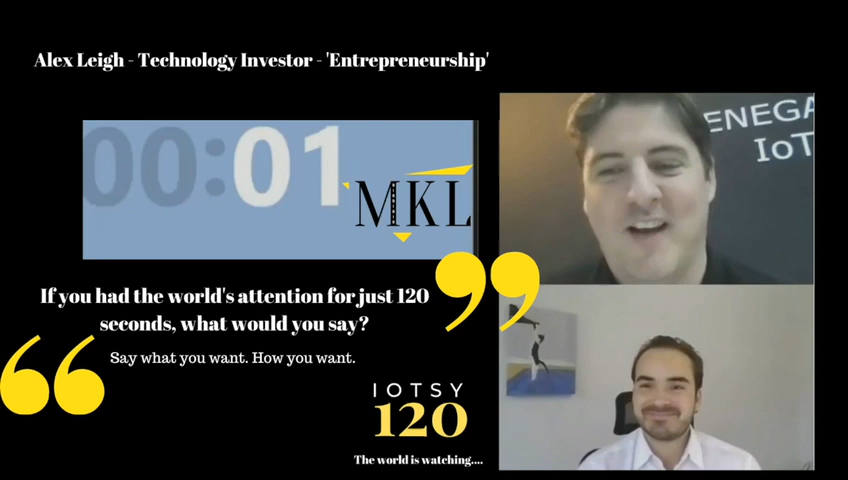 Alex Leigh - Technology Investor - 'Entrepreneurship'
00:01
MKL
ENEGA
IoT
If you had the world's attention for just 120
seconds, what would you say?
Say what you want. How you want.
IOTSY
120
The world is watching....